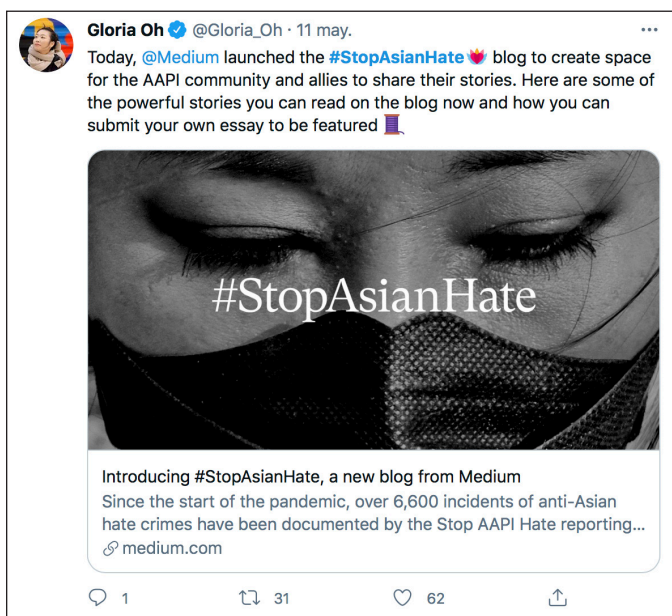 Gloria Oh @Gloria_Oh · 11 may.
Today, @Medium launched the #StopAsianHate blog to create space
for the AAPI community and allies to share their stories. Here are some of
the powerful stories you can read on the blog now and how you can
submit your own essay to be featured
#StopAsianHate
Introducing #StopAsianHate, a new blog from Medium
Since the start of the pandemic, over 6,600 incidents of anti-Asian
hate crimes have been documented by the Stop AAPI Hate reporting...
medium.com
1 31 62